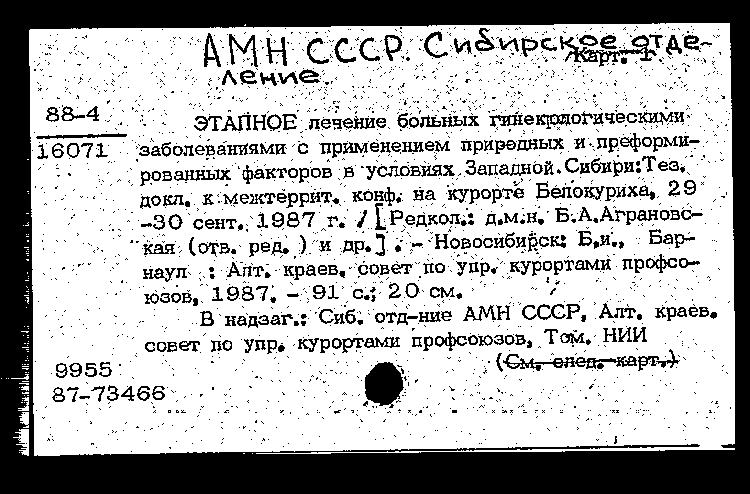 АМН СССР. Сибирское отде-
ление
Карт. 1
88-4
16071
ЭТАПНОЕ лечение больных гинекологическими
заболеваниями с применением природных и преформи-
рованных факторов в условиях Западной Сибири: Тез.
докл. к межтеррит. конф. на курорте Белокуриха, 29
-30 сент. 1987 г. / [Редкол.: д.м.н. Б.А.Аграновс-
кая (отв. ред. ) и др.] . - Новосибирск: Б.и., Бар-
наул : Алт. краев. совет по упр. курортами профсо-
юзов, 1987. - 91 с.; 20 см.
В надзаг.: Сиб. отд-ние АМН СССР, Алт. краев.
совет по упр. курортами профсоюзов, Том. НИИ
(См. след. карт.)
9955
87-73466